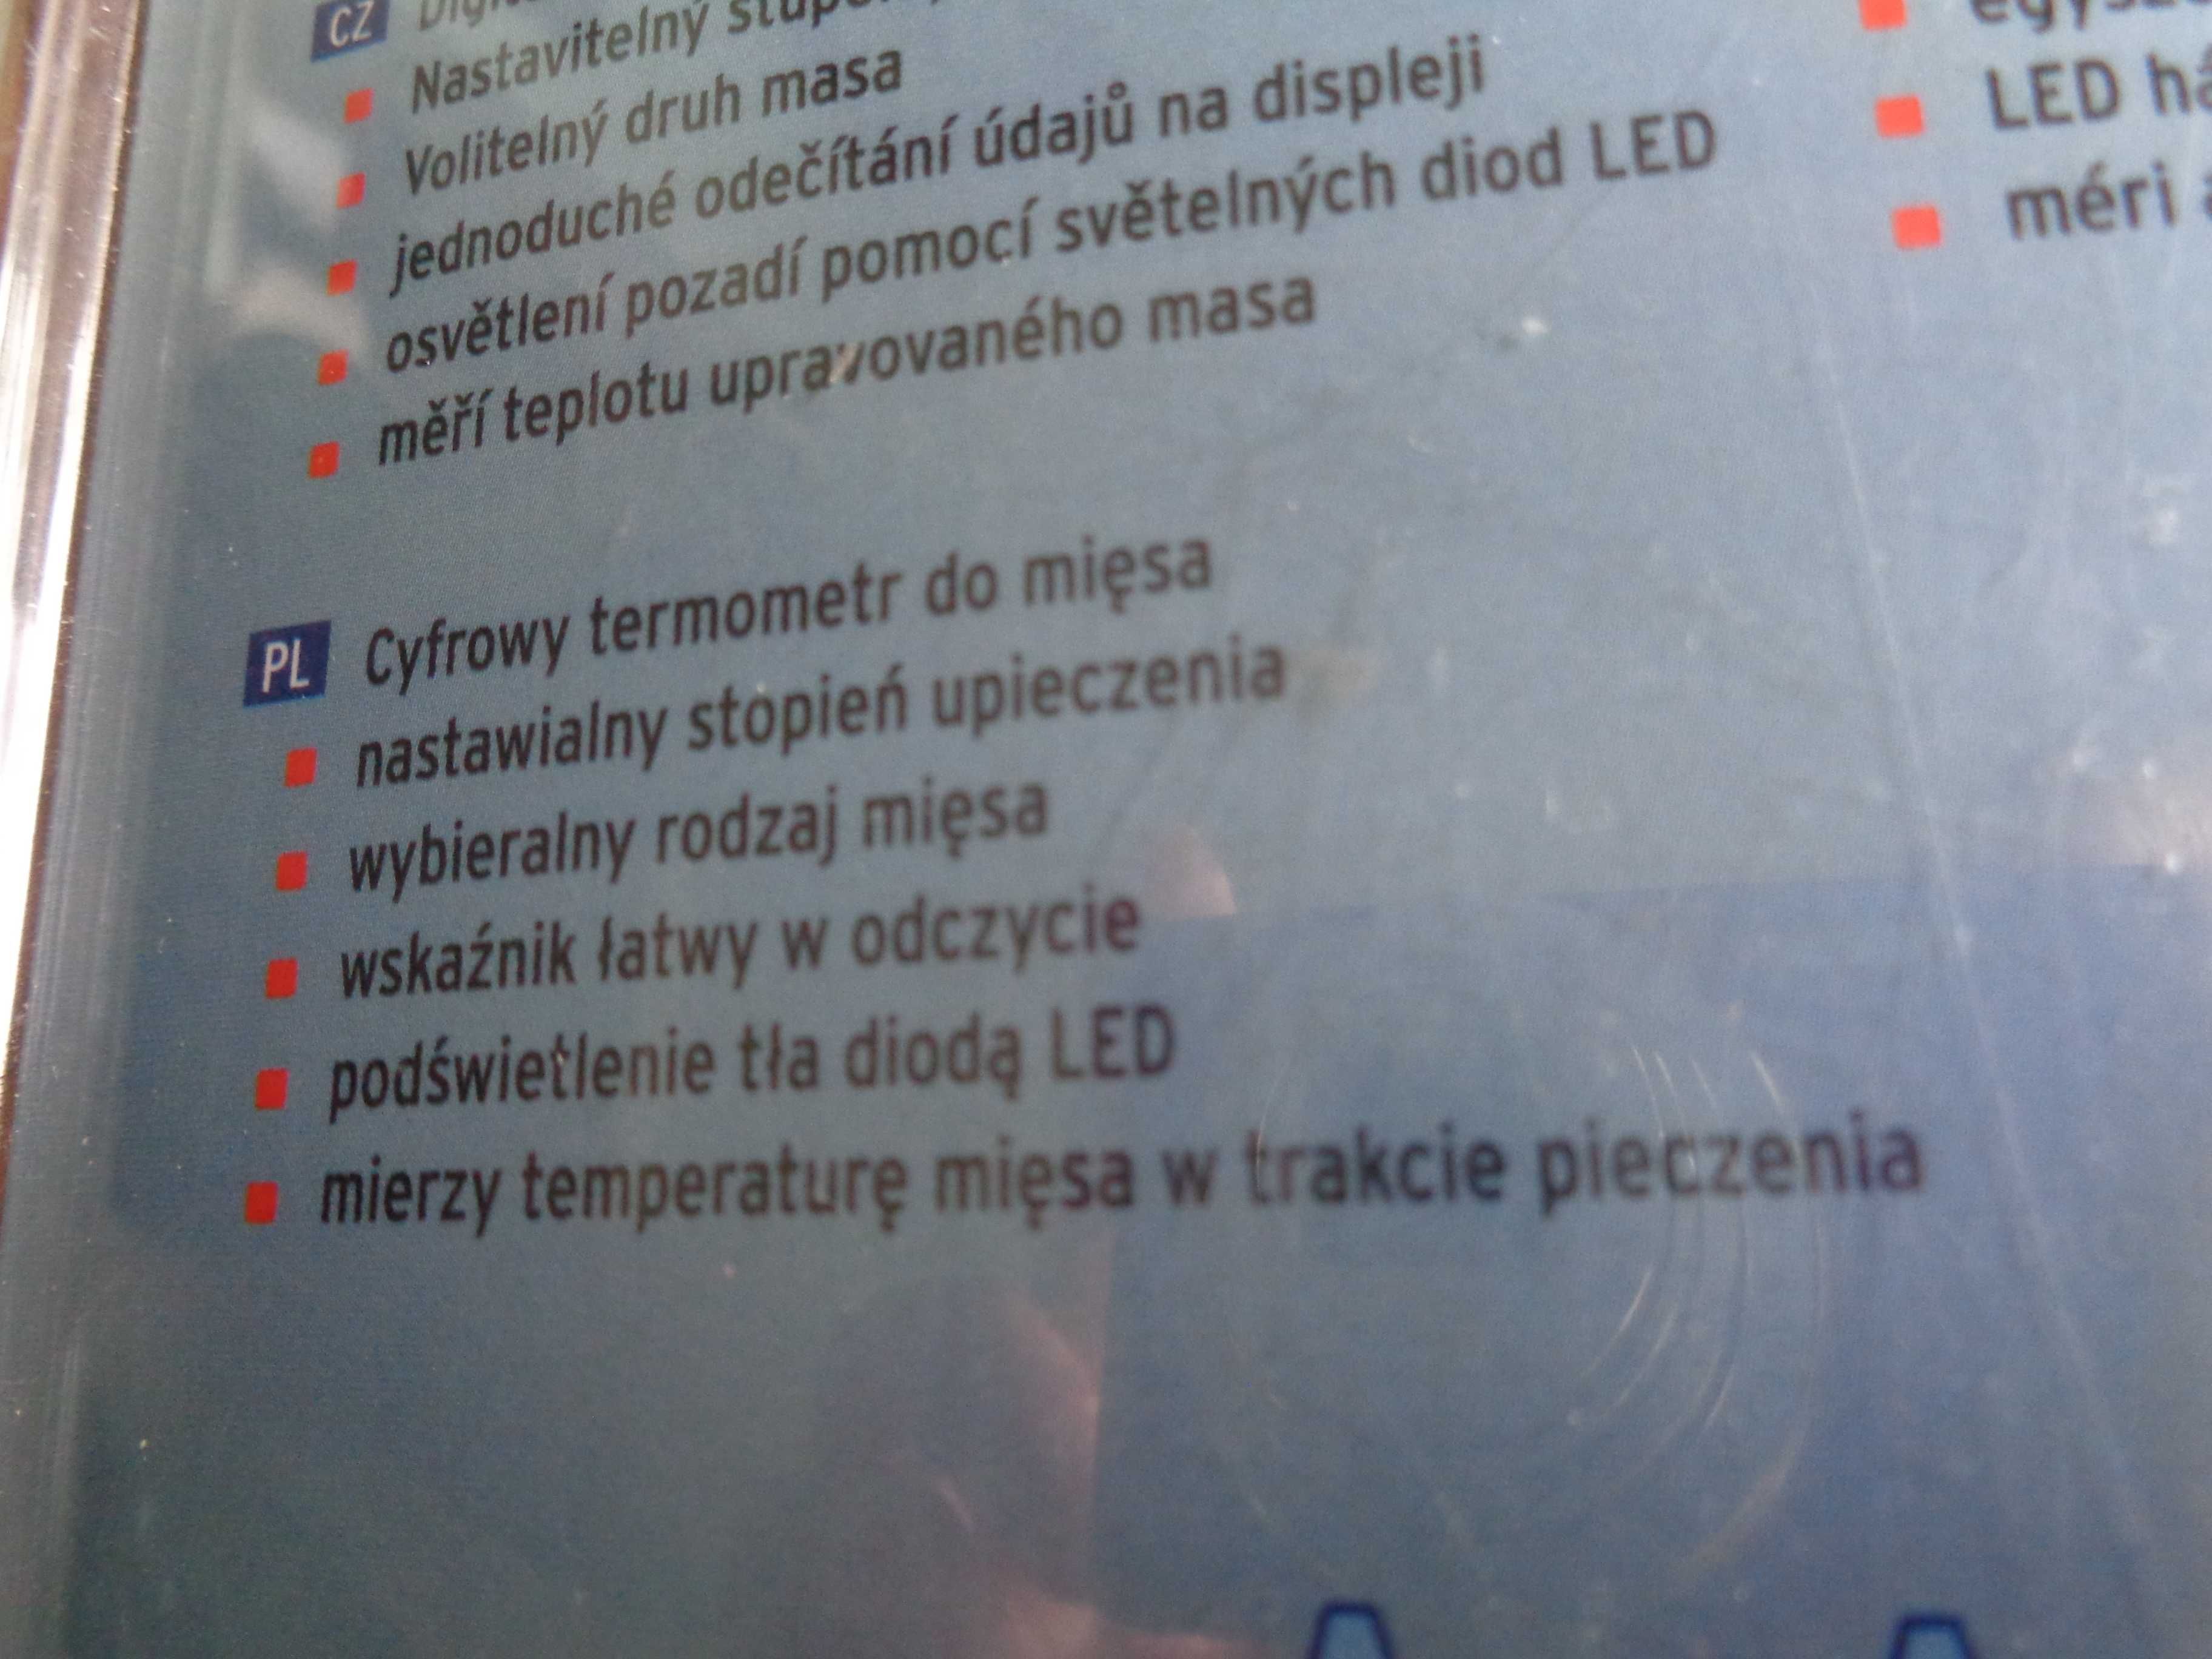 CZ
Nastavitelný
Volitelný druh masa
jednoduché odečítání údajů na displeji
osvětlení pozadí pomocí světelných diod LED
měří teplotu upravovaného masa
PL Cyfrowy termometr do mięsa
nastawialny stopień upieczenia
wybieralny rodzaj mięsa
wskaźnik łatwy w odczycie
podświetlenie tła diodą LED
mierzy temperaturę mięsa w trakcie pieczenia
LED
méri